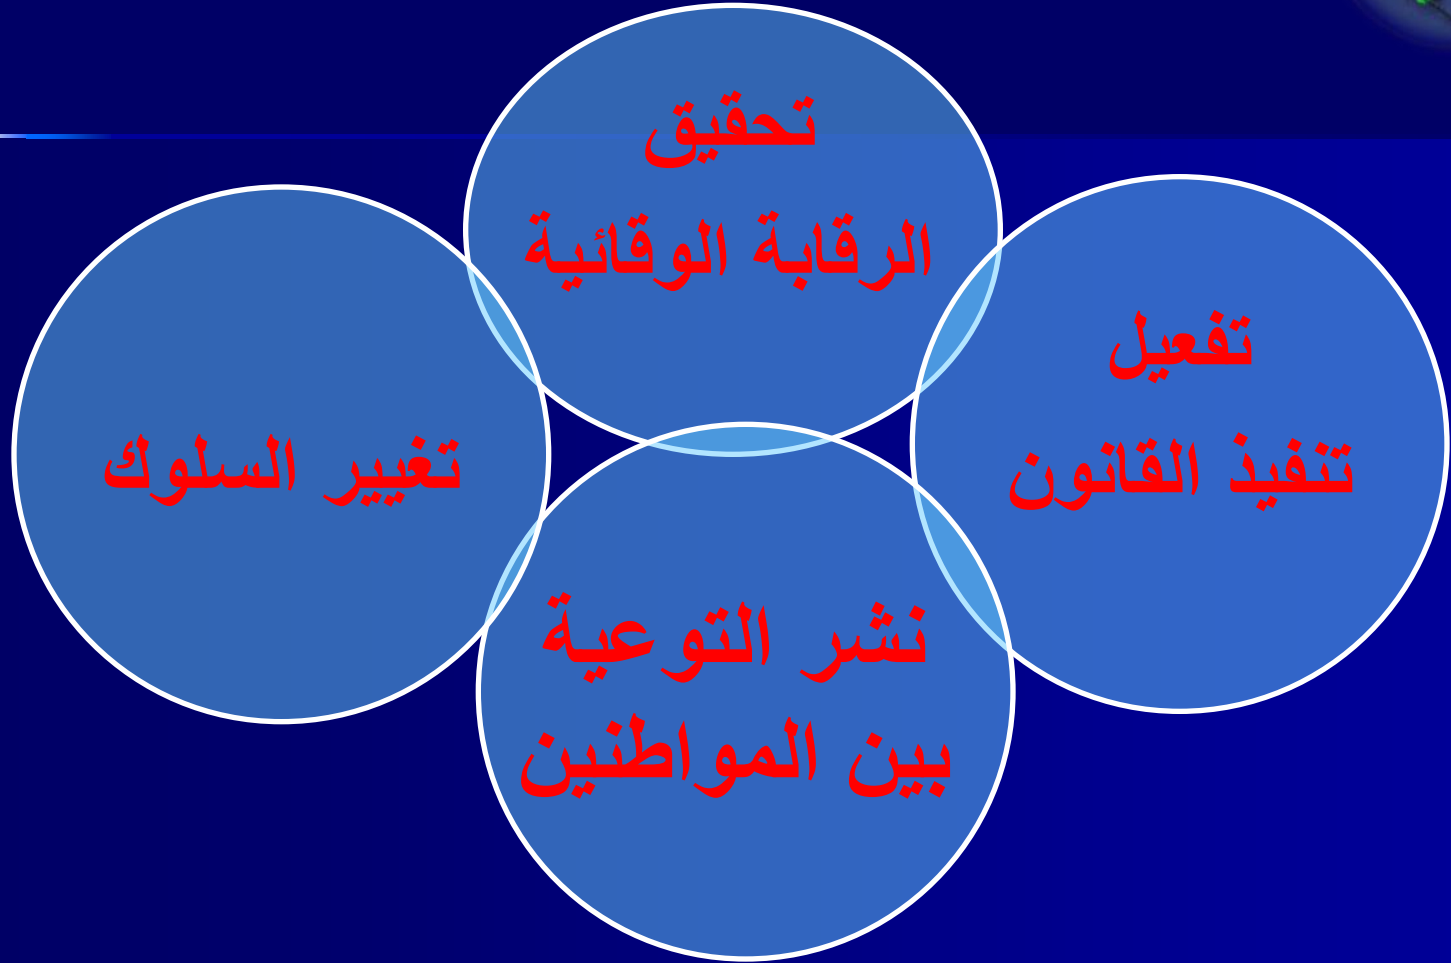 تحقيق
الرقابة الوقائية
تفعيل
تنفيذ القانون
تغيير السلوك
نشر التوعية
بين المواطنين